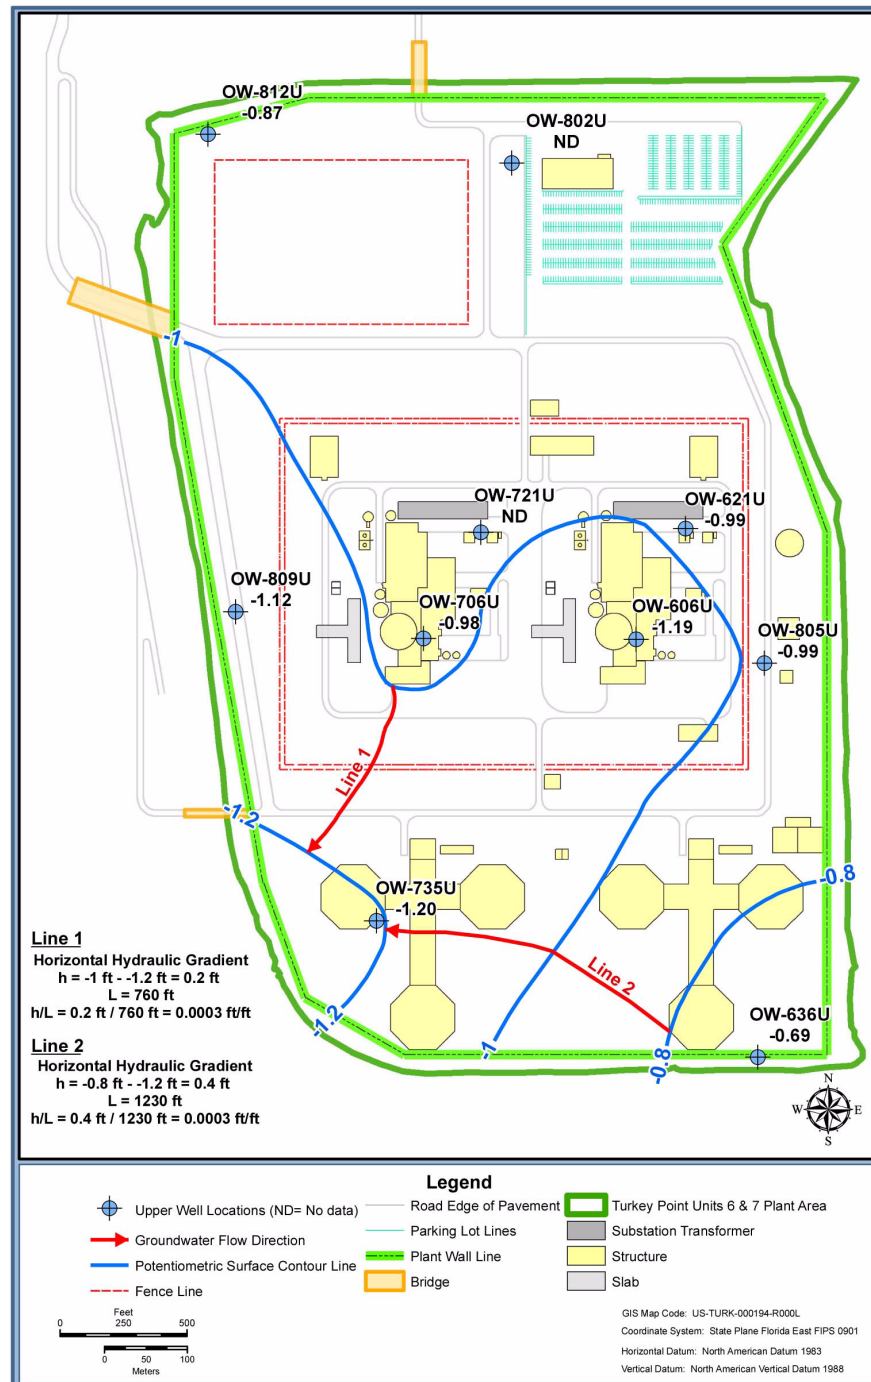 OW-812U
-0.87
OW-802U
ND
-1
OW-721U
ND
OW-621U
-0.99
OW-809U
-1.12
OW-706U
-0.98
OW-606U
-1.19
OW-805U
-0.99
Line 1
-1.2
-0.8
OW-735U
-1.20
Line 2
-1.2
-1
-0.8
OW-636U
-0.69
Line 1
Horizontal Hydraulic Gradient
h = -1 ft - -1.2 ft = 0.2 ft
L = 760 ft
h/L = 0.2 ft / 760 ft = 0.0003 ft/ft
Line 2
Horizontal Hydraulic Gradient
h = -0.8 ft - -1.2 ft = 0.4 ft
L = 1230 ft
h/L = 0.4 ft / 1230 ft = 0.0003 ft/ft
N
W E
S
Legend
Upper Well Locations (ND= No data)
Groundwater Flow Direction
Potentiometric Surface Contour Line
Fence Line
Road Edge of Pavement
Parking Lot Lines
Plant Wall Line
Bridge
Turkey Point Units 6 & 7 Plant Area
Substation Transformer
Structure
Slab
Feet
0 250 500
0 50 100
Meters
GIS Map Code: US-TURK-000194-R000L
Coordinate System: State Plane Florida East FIPS 0901
Horizontal Datum: North American Datum 1983
Vertical Datum: North American Vertical Datum 1988